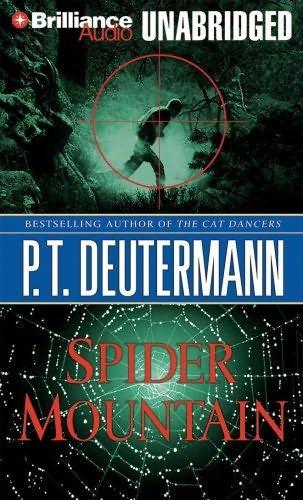 Brilliance
Audio
UNABRIDGED
BESTSELLING AUTHOR OF THE CAT DANCERS
P.T. DEUTERMANN
SPIDER
MOUNTAIN